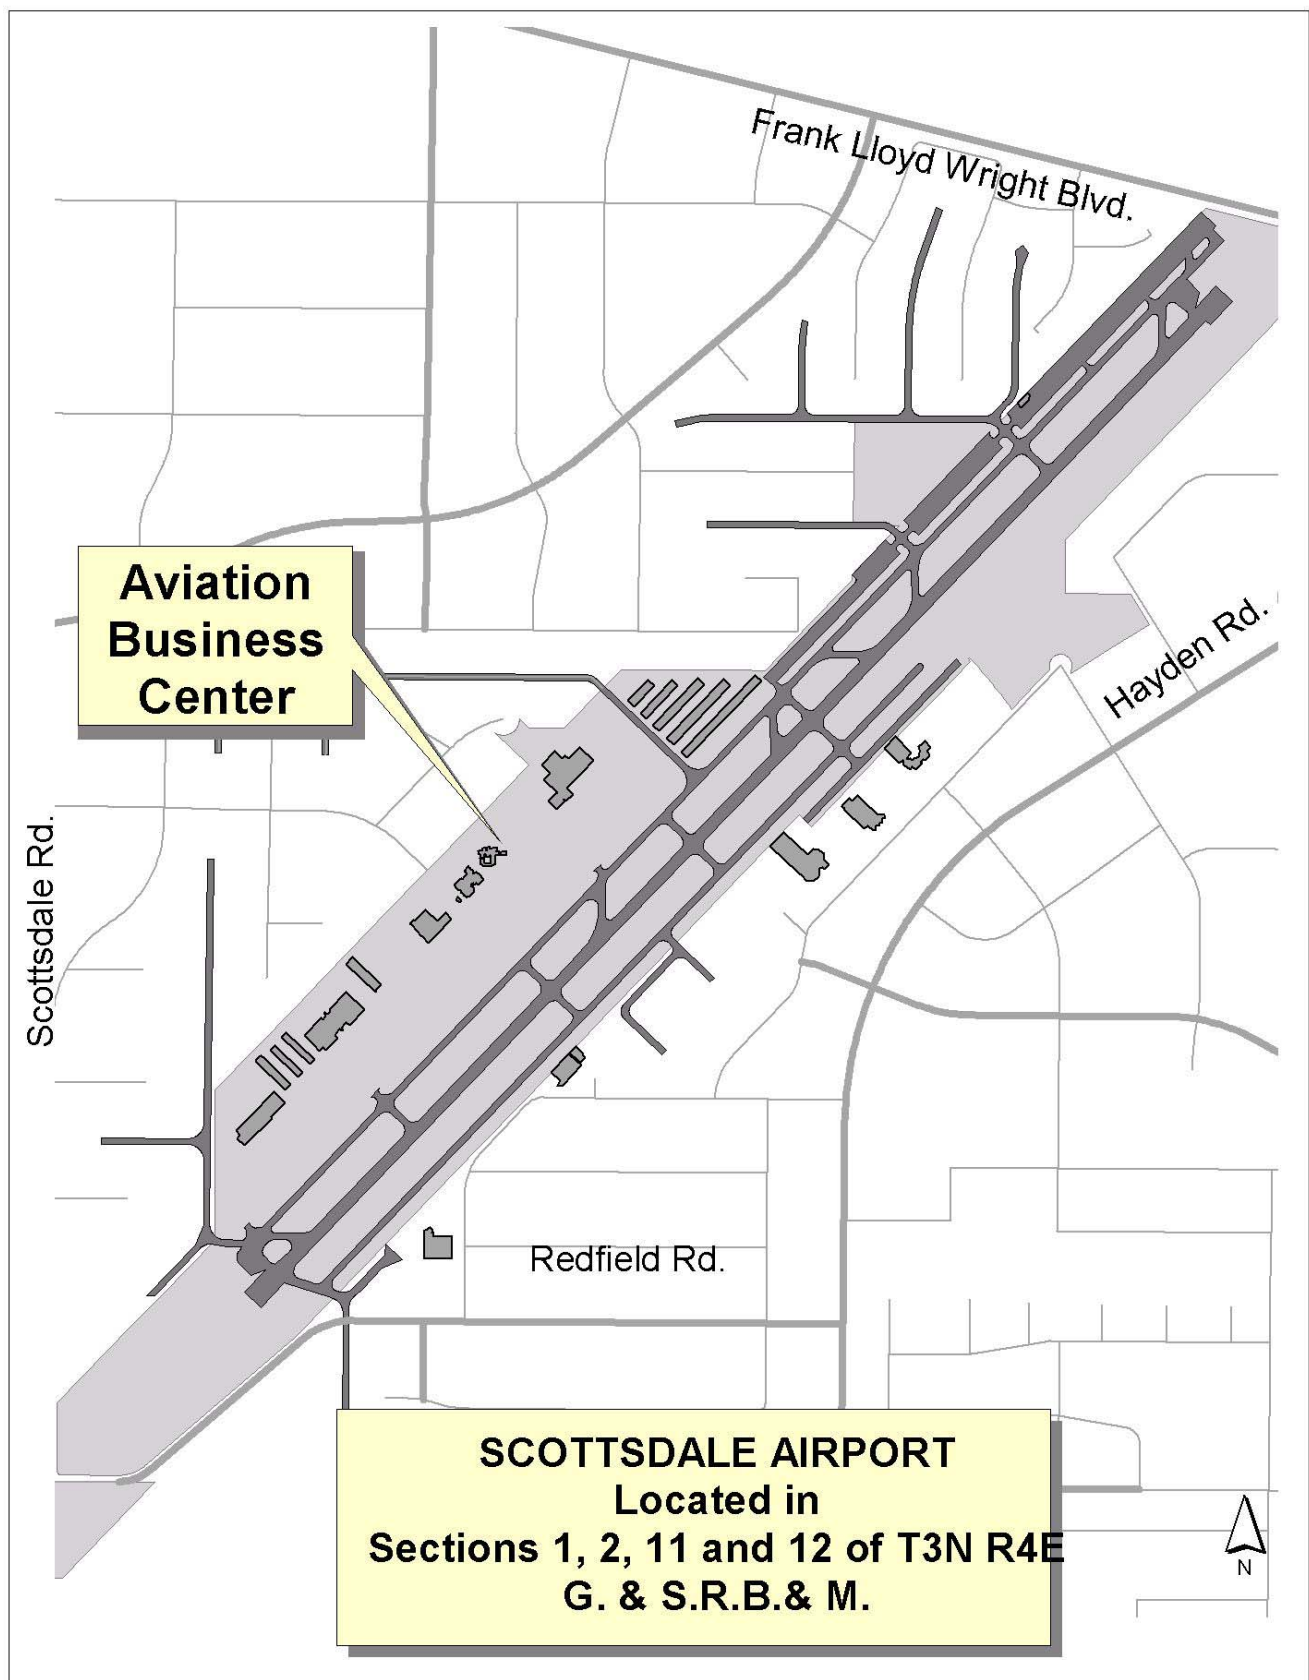 Frank Lloyd Wright Blvd.
Aviation
Business
Center
Hayden Rd.
Scottsdale Rd.
Redfield Rd.
SCOTTSDALE AIRPORT
Located in
Sections 1, 2, 11 and 12 of T3N R4E
G. & S.R.B.& M.
N